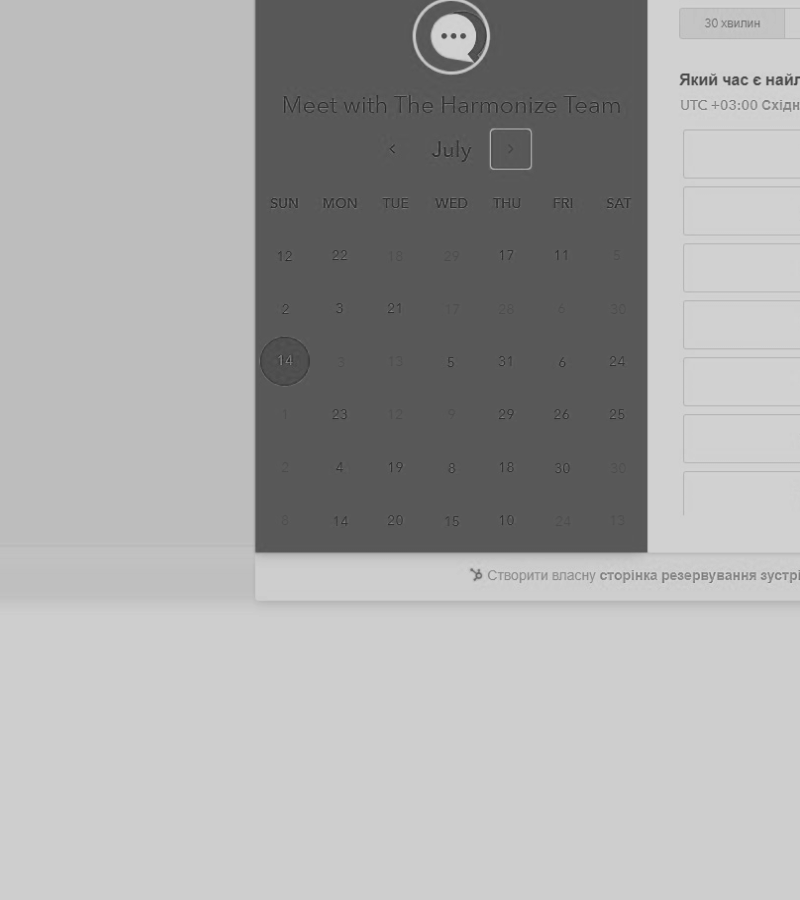 30 хвилин
Який час є найл
UTC +03:00 Східн
Meet with The Harmonize Team
< July >
SUN MON TUE WED THU FRI SAT
12 22 18 29 17 11 5
2 3 21 17 28 6 30
14 3 13 5 31 6 24
1 23 12 9 29 26 25
2 4 19 8 18 30 30
8 14 20 15 10 24 13
Створити власну сторінка резервування зустрі